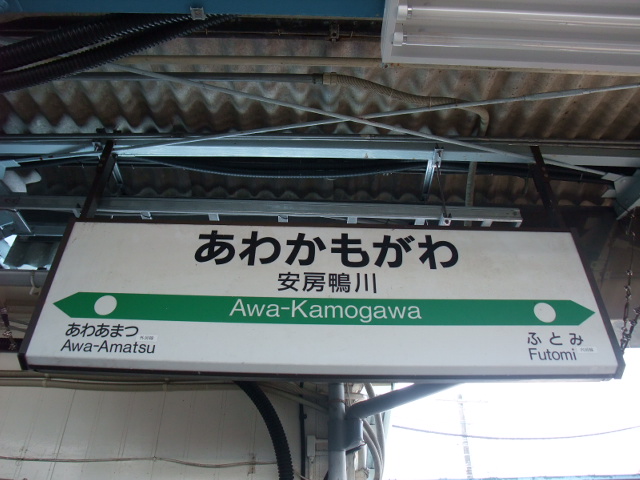 あわかもがわ
安房鴨川
Awa-Kamogawa
あわあまつ
Awa-Amatsu
ふとみ
Futomi